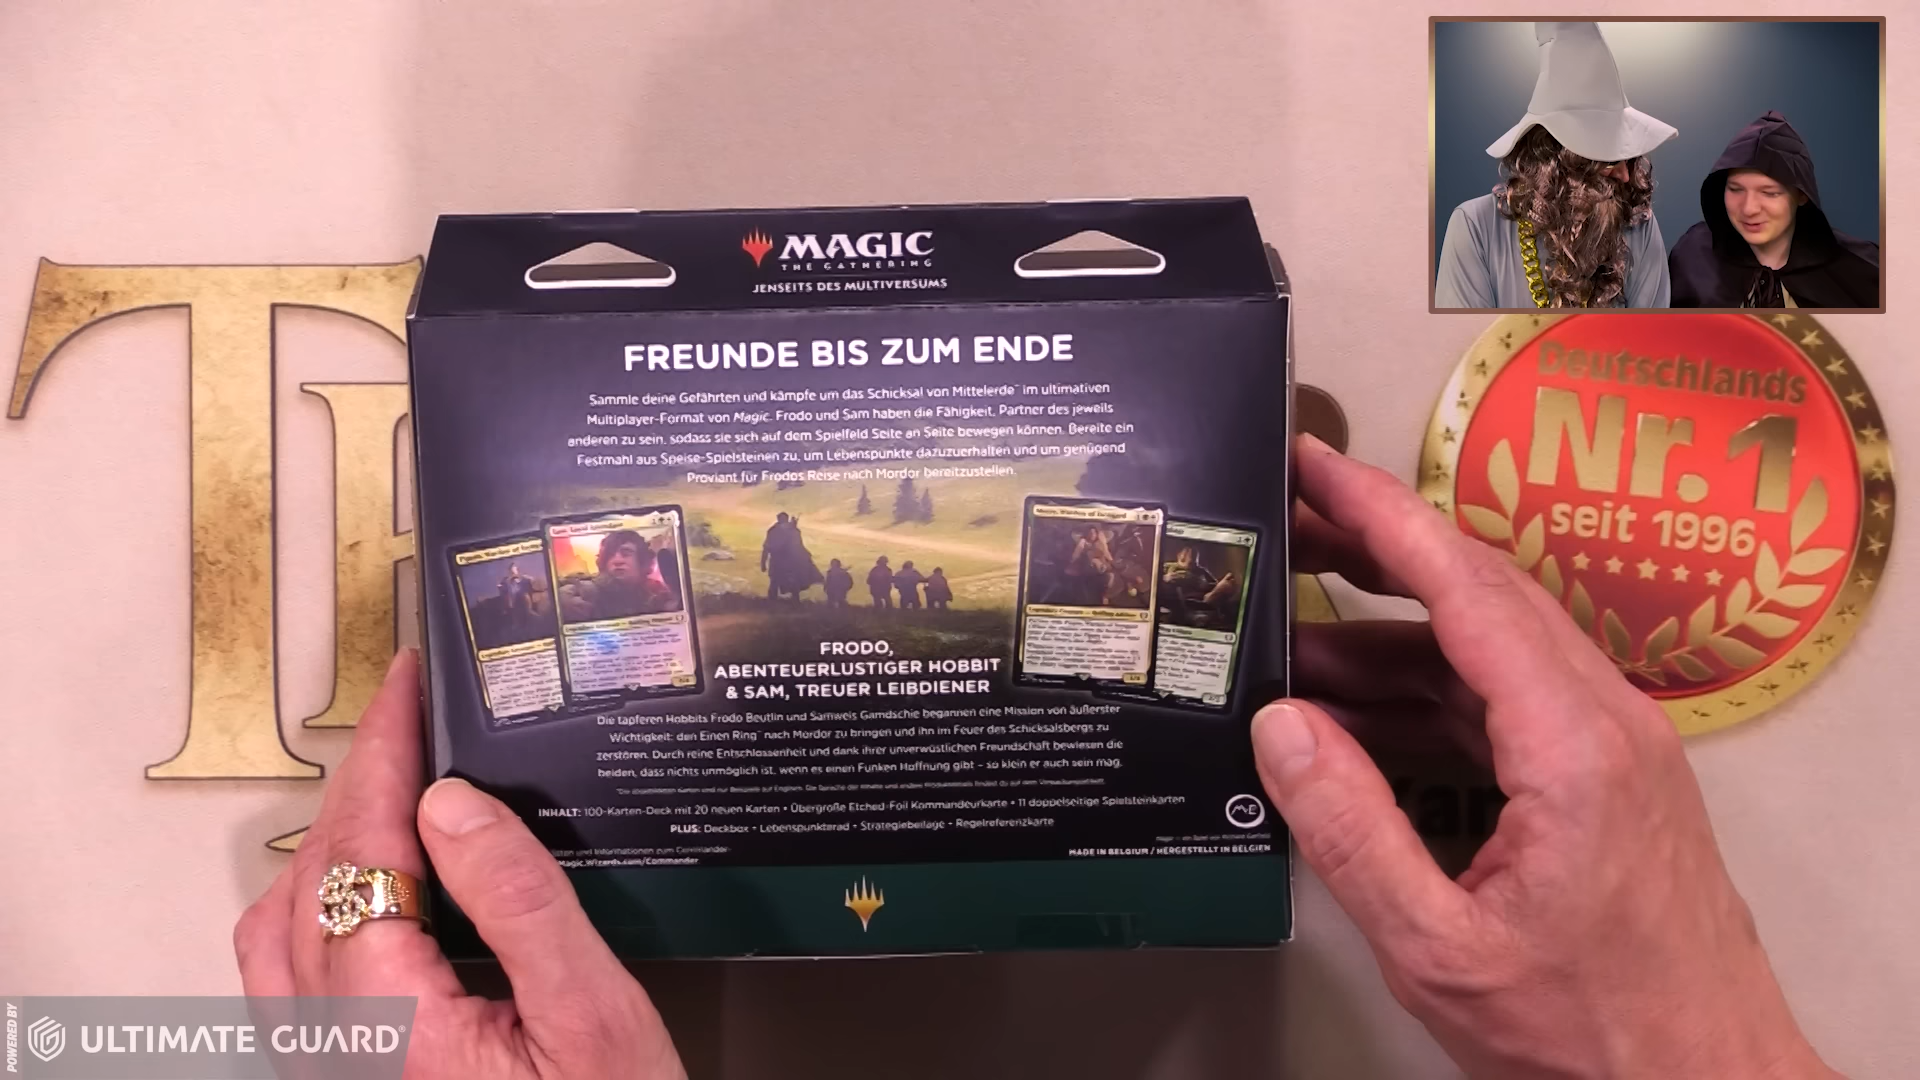 MAGIC
THE GATHERING
JENSEITS DES MULTIVERSUMS
FREUNDE BIS ZUM ENDE
Sammle deine Gefährten und kämpfe um das Schicksal von Mittelerde™ im ultimativen
Multiplayer-Format von Magic. Frodo und Sam haben die Fähigkeit, Partner des jeweils
anderen zu sein, sodass sie sich auf dem Spielfeld Seite an Seite bewegen können. Bereite ein
Festmahl aus Speise-Spielsteinen zu, um Lebenspunkte dazuzuerhalten und um genügend
Proviant für Frodos Reise nach Mordor bereitzustellen.
FRODO,
ABENTEUERLUSTIGER HOBBIT
& SAM, TREUER LEIBDIENER
Die tapferen Hobbits Frodo Beutlin und Samweis Gamdschie begannen eine Mission von äußerster
Wichtigkeit: den Einen Ring™ nach Mordor zu bringen und ihn im Feuer des Schicksalsbergs zu
zerstören. Durch reine Entschlossenheit und dank ihrer unverwüstlichen Freundschaft bewiesen die
beiden, dass nichts unmöglich ist, wenn es einen Funken Hoffnung gibt – so klein er auch sein mag.
INHALT: 100-Karten-Deck mit 20 neuen Karten • Übergroße Etched-Foil Kommandeurkarte • 11 doppelseitige Spielsteinkarten
PLUS: Deckbox • Lebenspunkterad • Strategiebeilage • Regelreferenzkarte
und Informationen zum Commander-
Magic.Wizards.com/Commander
MADE IN BELGIUM / HERGESTELLT IN BELGIEN
Deutschlands
Nr. 1
seit 1996
POWERED BY
ULTIMATE GUARD®